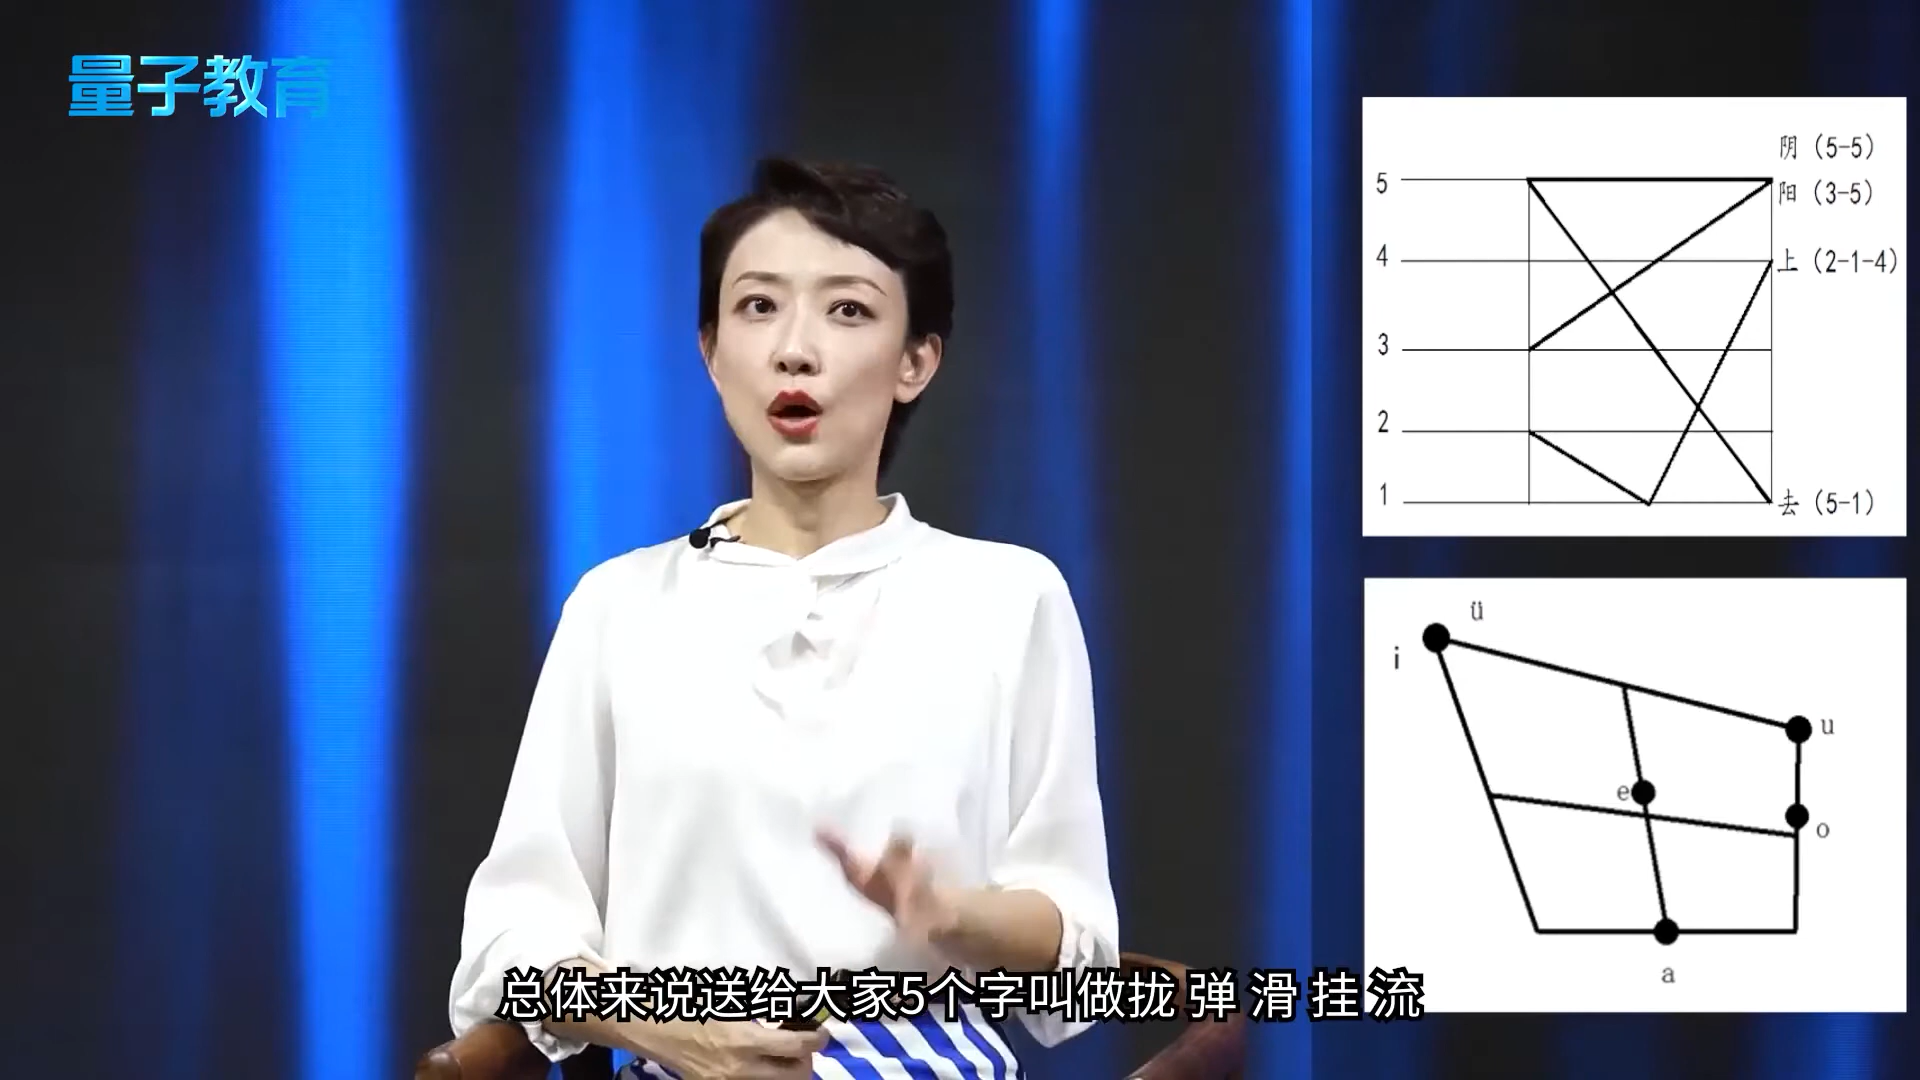 量子教育
阴（5-5）
5
阳（3-5）
4
上（2-1-4）
3
2
1
去（5-1）
ü
i
u
e
o
a
总体来说送给大家5个字叫做拢 弹 滑 挂 流